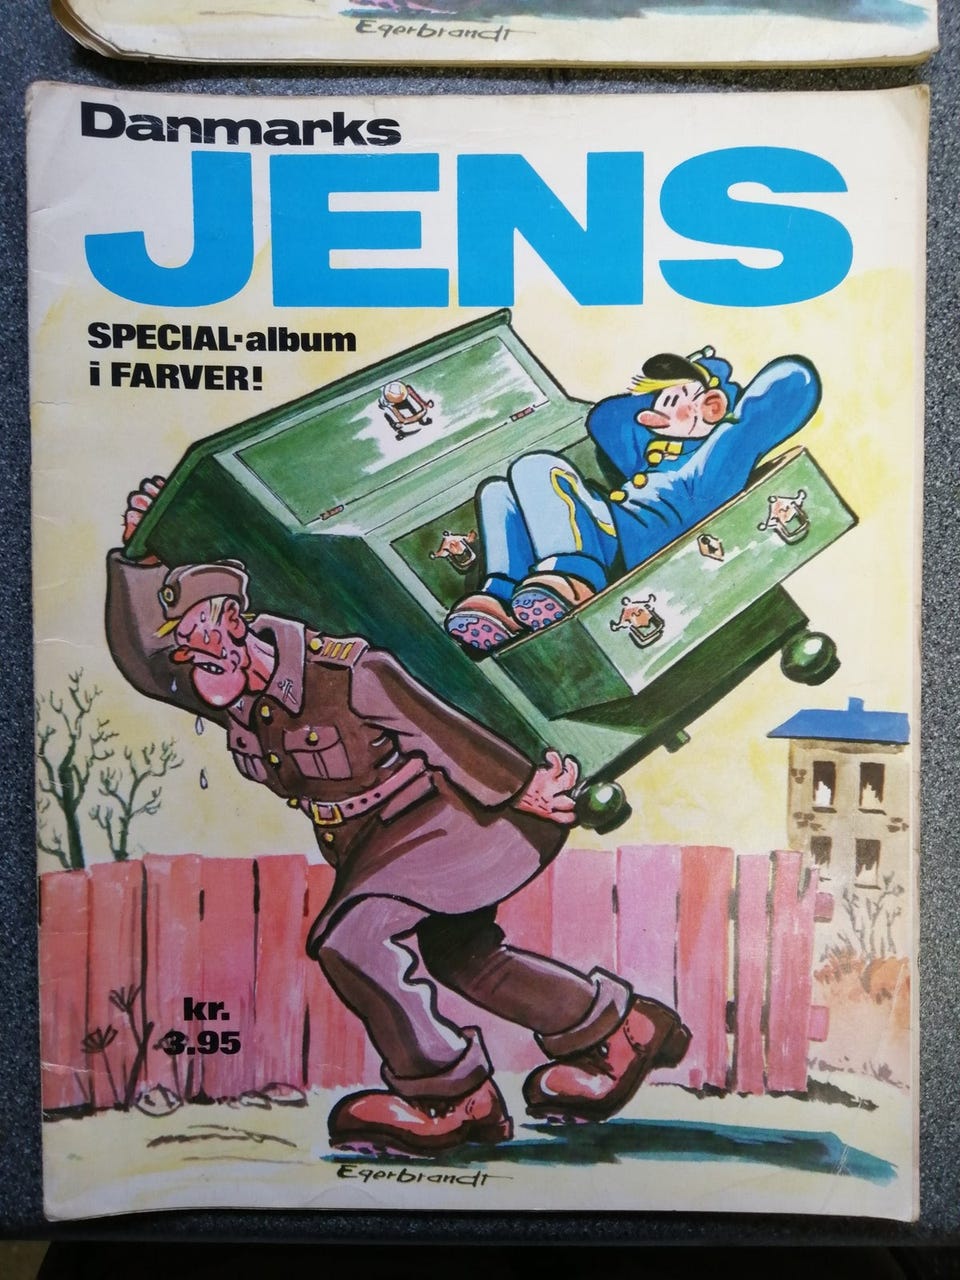 Egerbrandt
Danmarks
JENS
SPECIAL-album
i FARVER!
kr.
3.95
Egerbrandt